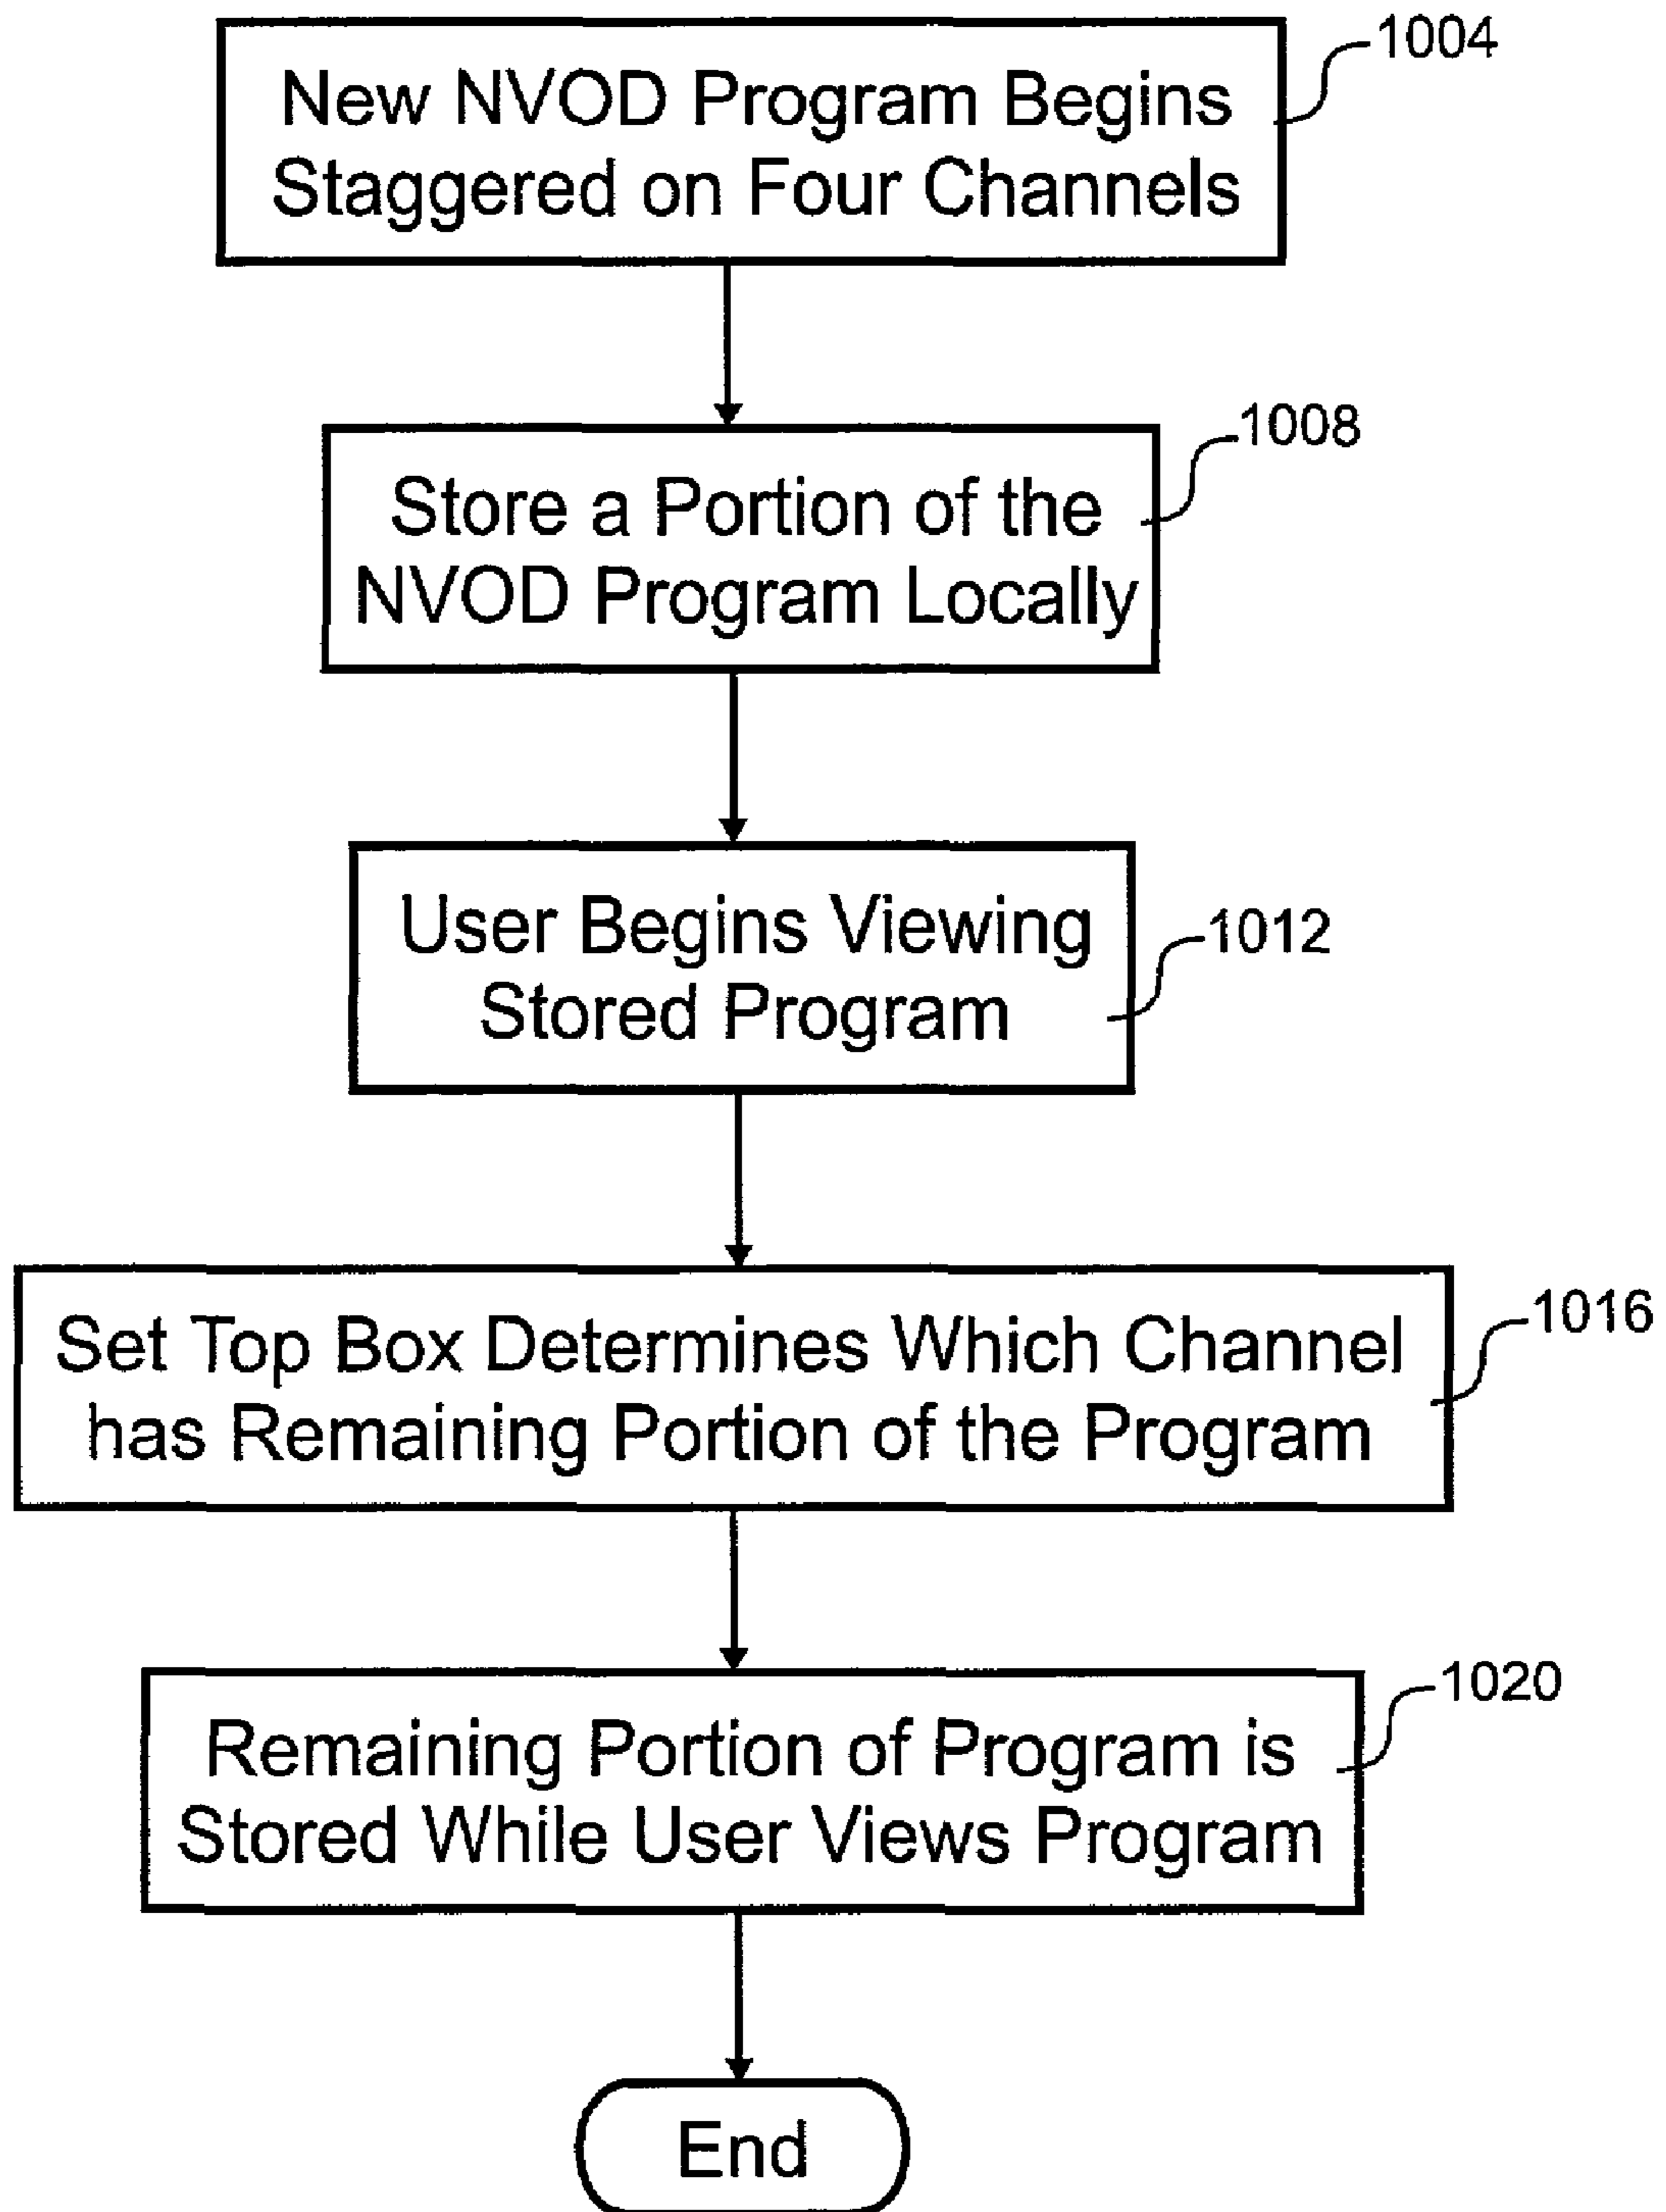 1004
New NVOD Program Begins
Staggered on Four Channels
1008
Store a Portion of the
NVOD Program Locally
1012
User Begins Viewing
Stored Program
1016
Set Top Box Determines Which Channel
has Remaining Portion of the Program
1020
Remaining Portion of Program is
Stored While User Views Program
End